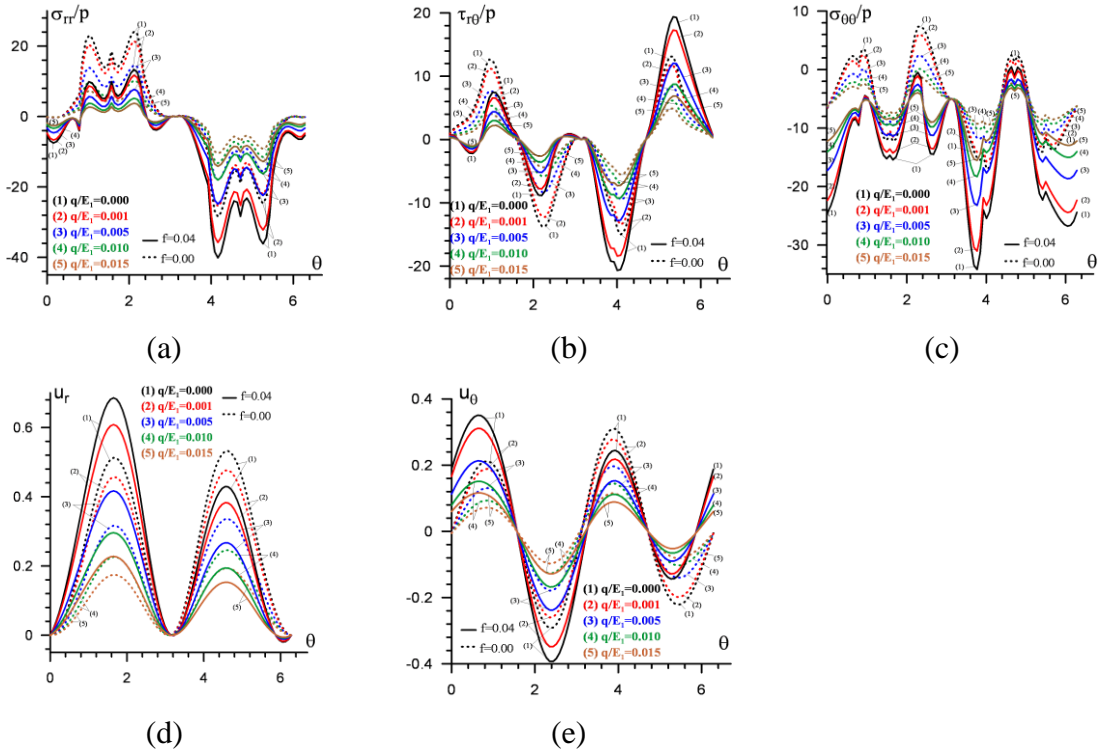 σrr/p
(1) q/E₁=0.000
(2) q/E₁=0.001
(3) q/E₁=0.005
(4) q/E₁=0.010
(5) q/E₁=0.015
f=0.04
f=0.00
θ
20
0
-20
-40
0 2 4 6
(a)
τrθ/p
(1) q/E₁=0.000
(2) q/E₁=0.001
(3) q/E₁=0.005
(4) q/E₁=0.010
(5) q/E₁=0.015
f=0.04
f=0.00
θ
20
10
0
-10
-20
0 2 4 6
(b)
σθθ/p
(1) q/E₁=0.000
(2) q/E₁=0.001
(3) q/E₁=0.005
(4) q/E₁=0.010
(5) q/E₁=0.015
f=0.04
f=0.00
θ
10
0
-10
-20
-30
0 2 4 6
(c)
ur
(1) q/E₁=0.000
(2) q/E₁=0.001
(3) q/E₁=0.005
(4) q/E₁=0.010
(5) q/E₁=0.015
f=0.04
f=0.00
θ
0.6
0.4
0.2
0
0 2 4 6
(d)
uθ
(1) q/E₁=0.000
(2) q/E₁=0.001
(3) q/E₁=0.005
(4) q/E₁=0.010
(5) q/E₁=0.015
f=0.04
f=0.00
θ
0.4
0.2
0
-0.2
-0.4
0 2 4 6
(e)